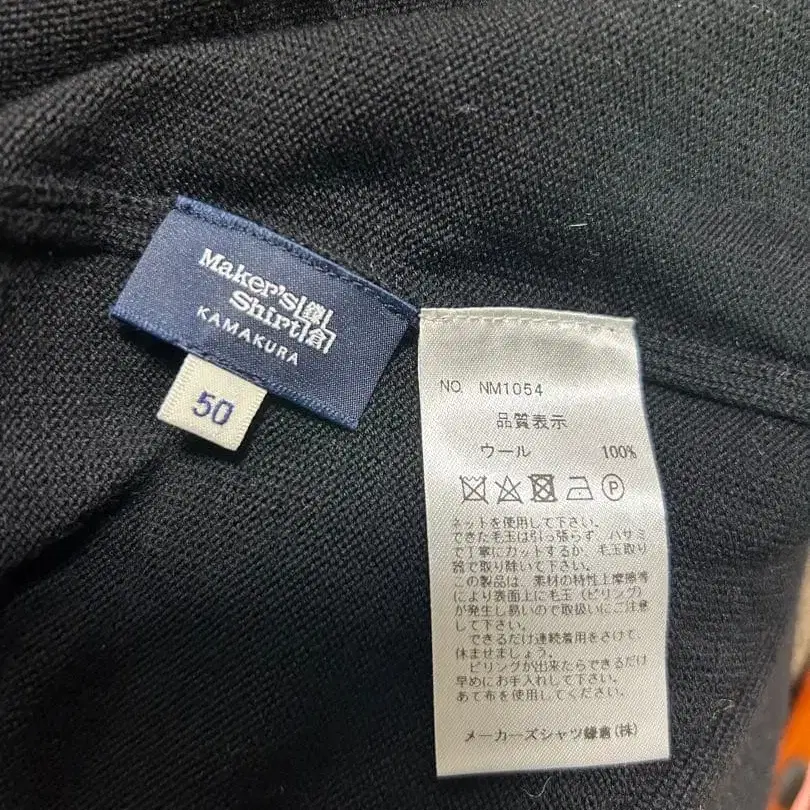 Maker's
Shirt 鎌倉
KAMAKURA
50
NO. NM1054
品質表示
ウール 100%
P
ネットを使用して下さい。
できた毛玉は引っ張らず、ハサミ
で丁寧にカットするか、毛玉取り
器で取り除いて下さい。
この製品は、素材の特性上摩擦等
により表面上に毛玉(ピリング)
が発生し易いので取扱いにご注意
して下さい。
できるだけ連続着用をさけて、
休ませましょう。
ピリングが出来たらできるだけ
早めにお手入れして下さい。
あて布を使用してください。
メーカーズシャツ鎌倉(株)